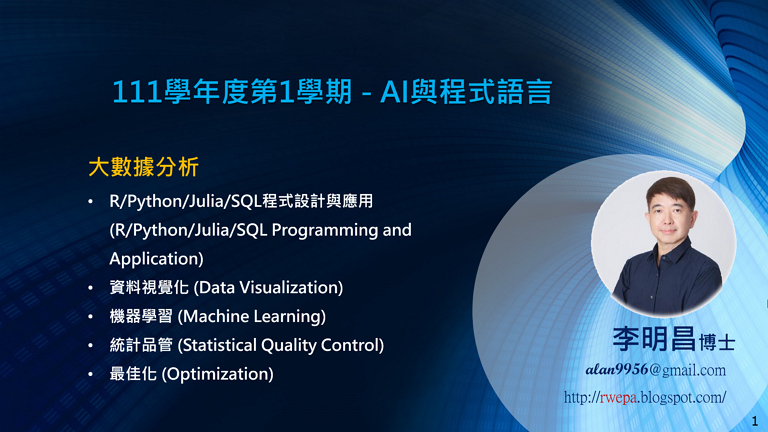 111學年度第1學期 - AI與程式語言
大數據分析
• R/Python/Julia/SQL程式設計與應用
(R/Python/Julia/SQL Programming and
Application)
• 資料視覺化 (Data Visualization)
• 機器學習 (Machine Learning)
• 統計品管 (Statistical Quality Control)
• 最佳化 (Optimization)
李明昌博士
alan9956@gmail.com
http://rwepa.blogspot.com/
1